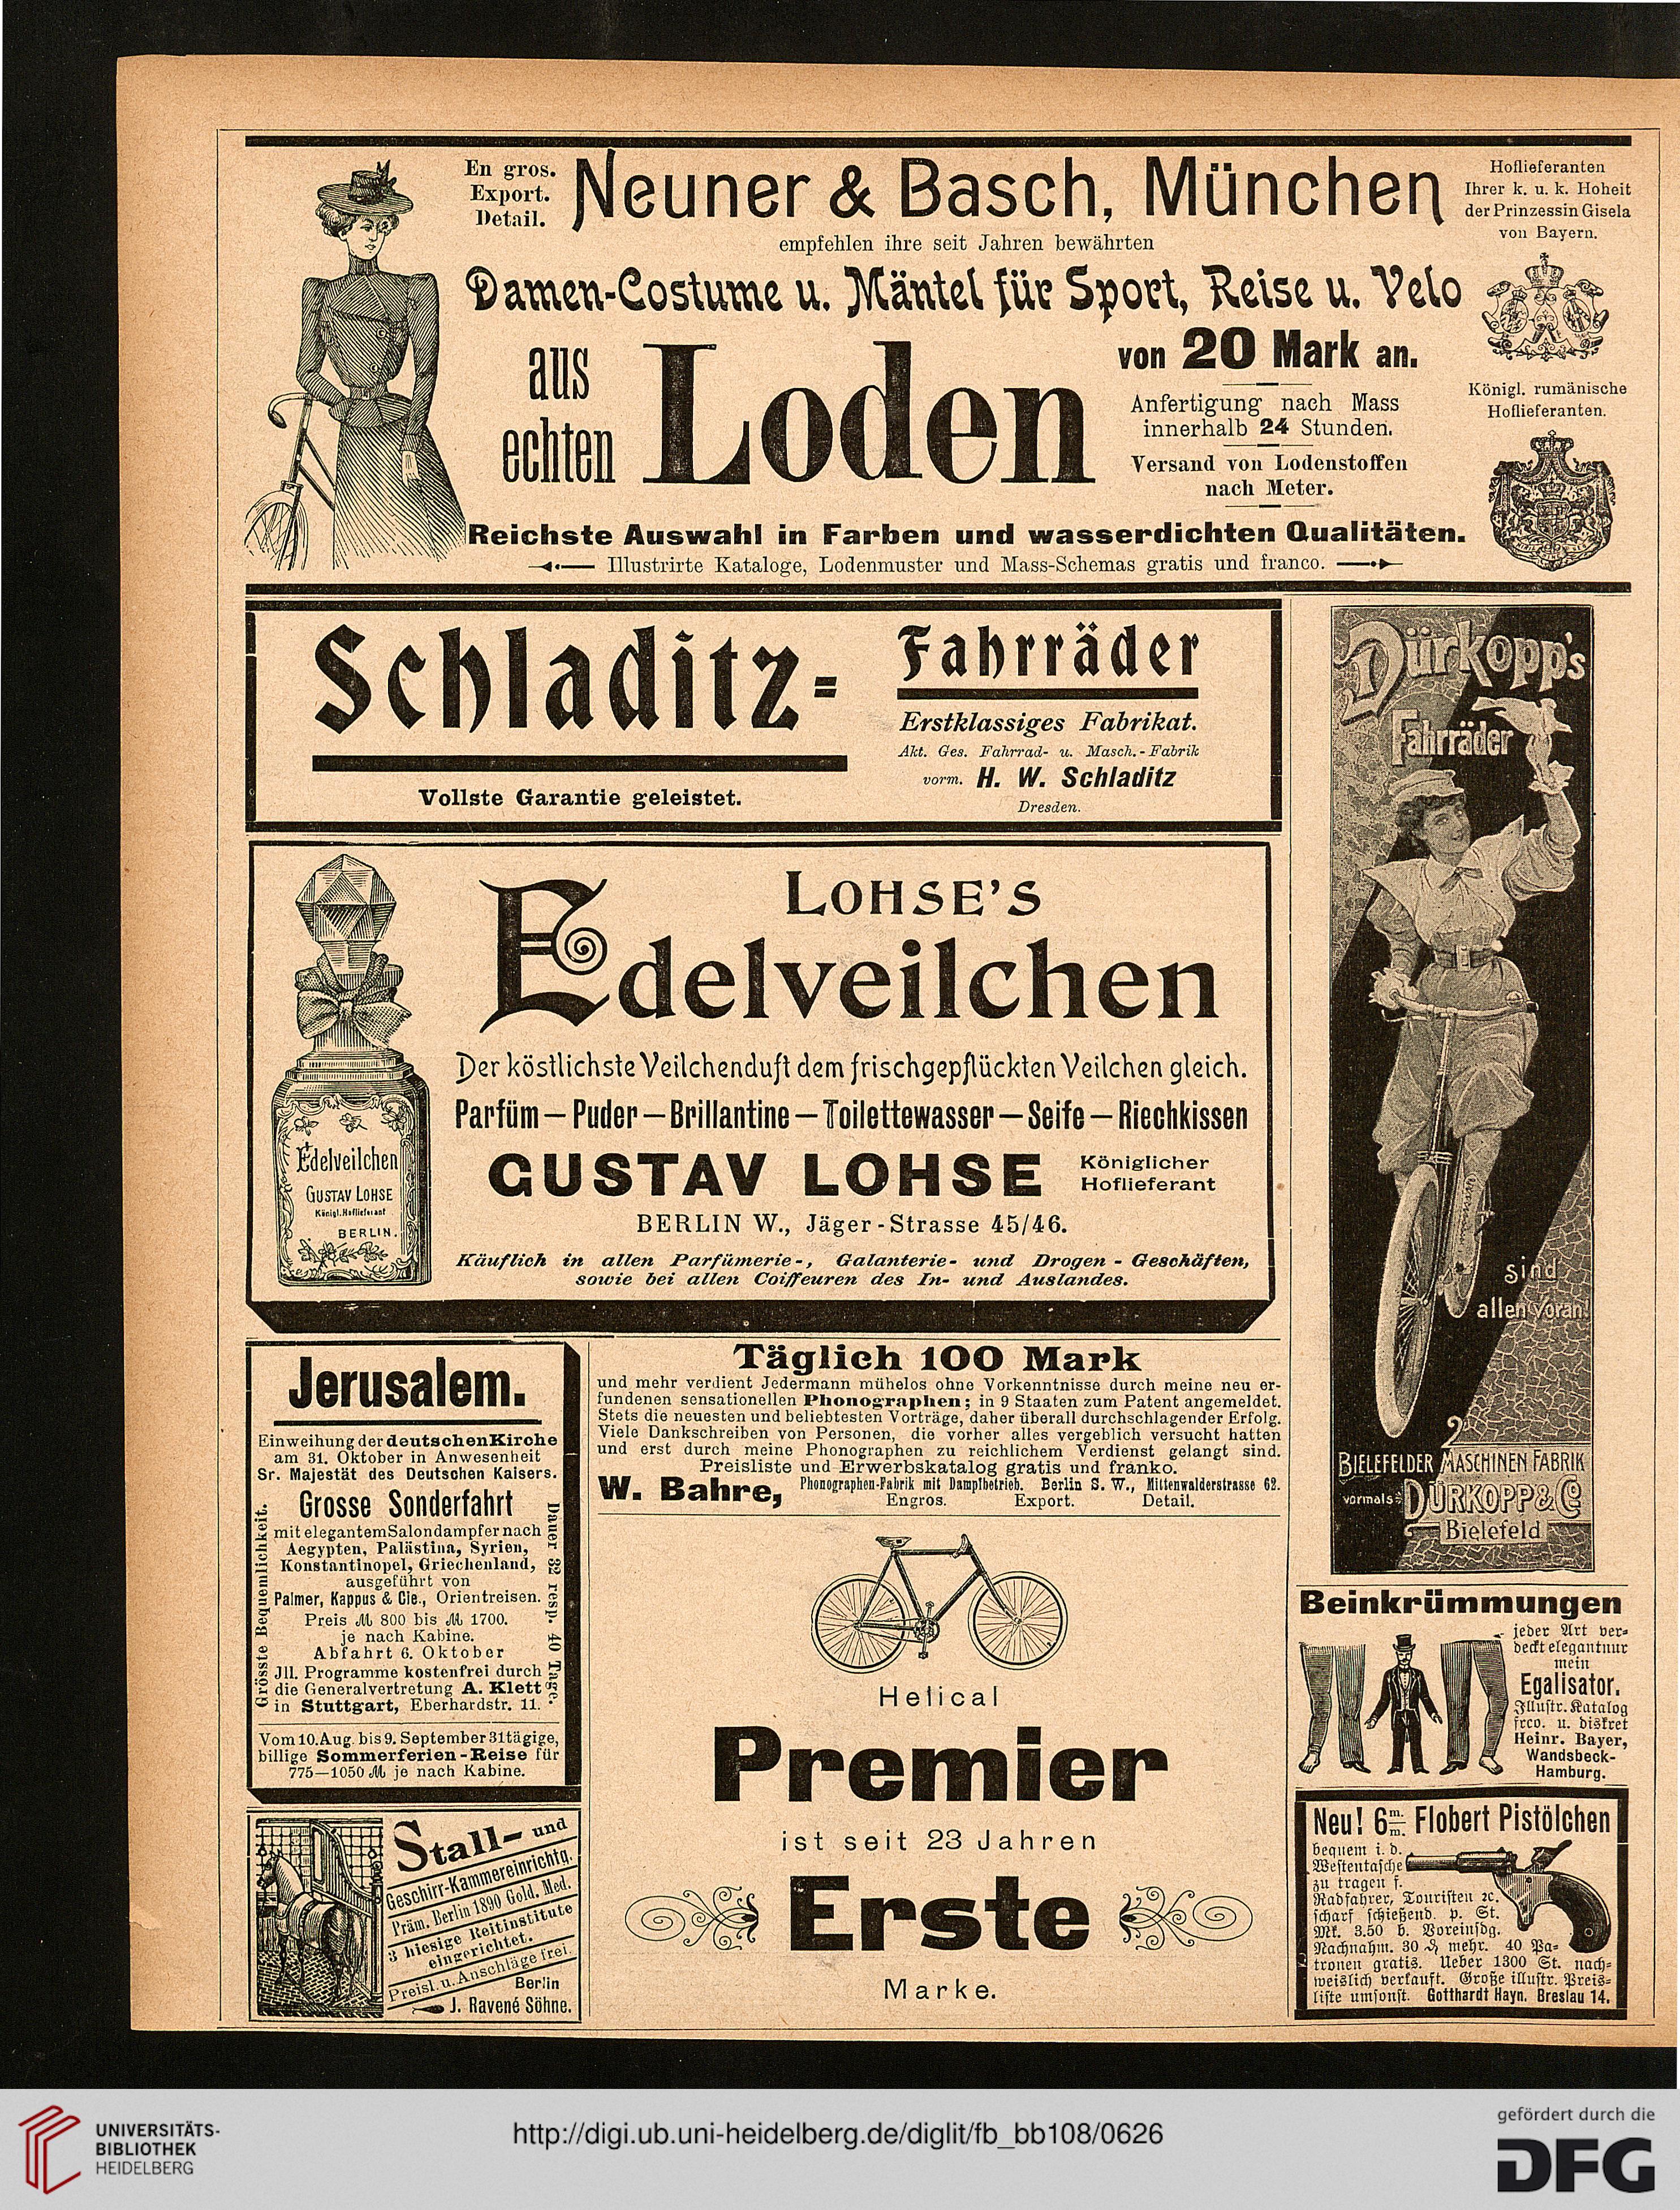 En gros.
Export.
Detail.
Neuner & Basch, München
empfehlen ihre seit Jahren bewährten
Damen-Costume u. Mäntel für Sport, Reise u. Velo
aus
echten
Loden
von 20 Mark an.
Anfertigung nach Mass
innerhalb 24 Stunden.
Versand von Lodenstoffen
nach Meter.
Reichste Auswahl in Farben und wasserdichten Qualitäten.
Illustrirte Kataloge, Lodenmuster und Mass-Schemas gratis und franco.
Hoflieferanten
Ihrer k. u. k. Hoheit
der Prinzessin Gisela
von Bayern.
Königl. rumänische
Hoflieferanten.
Schladitz-
Vollste Garantie geleistet.
Fahrräder
Erstklassiges Fabrikat.
Akt. Ges. Fahrrad- u. Masch.-Fabrik
vorm. H. W. Schladitz
Dresden.
Dürkopp's
Fahrräder
sind
allen voran!
BIELEFELDER MASCHINEN FABRIK
vormals: DÜRKOPP & Co
Bielefeld
LOHSE'S
Edelveilchen
Der köstlichste Veilchenduft dem frischgepflückten Veilchen gleich.
Parfüm — Puder — Brillantine — Toilettewasser — Seife — Riechkissen
GUSTAV LOHSE
Königlicher
Hoflieferant
BERLIN W., Jäger-Strasse 45/46.
Käuflich in allen Parfümerie-, Galanterie- und Drogen-Geschäften,
sowie bei allen Coiffeuren des In- und Auslandes.
Edelveilchen
GUSTAV LOHSE
Königl. Hoflieferant
BERLIN.
Jerusalem.
Einweihung der deutschen Kirche
am 31. Oktober in Anwesenheit
Sr. Majestät des Deutschen Kaisers.
Grosse Sonderfahrt
mit elegantem Salondampfer nach
Aegypten, Palästina, Syrien,
Konstantinopel, Griechenland,
ausgeführt von
Palmer, Kappus & Cie., Orientreisen.
Preis ℳ 800 bis ℳ 1700.
je nach Kabine.
Abfahrt 6. Oktober
Jll. Programme kostenfrei durch
die Generalvertretung A. Klett
in Stuttgart, Eberhardstr. 11.
Grösste Bequemlichkeit.
Dauer 32 resp. 40 Tage.
Vom 10. Aug. bis 9. September 31tägige,
billige Sommerferien-Reise für
775—1050 ℳ je nach Kabine.
Täglich 100 Mark
und mehr verdient Jedermann mühelos ohne Vorkenntnisse durch meine neu er-
fundenen sensationellen Phonographen; in 9 Staaten zum Patent angemeldet.
Stets die neuesten und beliebtesten Vorträge, daher überall durchschlagender Erfolg.
Viele Dankschreiben von Personen, die vorher alles vergeblich versucht hatten
und erst durch meine Phonographen zu reichlichem Verdienst gelangt sind.
Preisliste und Erwerbskatalog gratis und franko.
W. Bahre, Phonographen-Fabrik mit Dampfbetrieb. Berlin S. W., Mittenwalderstrasse 62.
Engros. Export. Detail.
Helical
Premier
ist seit 23 Jahren
Erste
Marke.
Stall- und
Geschirr-Kammereinrichtg.
Präm. Berlin 1890 Gold. Med.
3 hiesige Reitinstitute
eingerichtet.
Preisl. u. Anschläge frei.
Berlin
J. Ravené Söhne.
Beinkrümmungen
jeder Art ver-
deckt elegant nur
mein
Egalisator.
Illustr. Katalog
frco. u. diskret
Heinr. Bayer,
Wandsbeck-
Hamburg.
Neu! 6 m/m. Flobert Pistölchen
bequem i. d.
Westentasche
zu tragen f.
Radfahrer, Touristen ꝛc.
scharf schießend p. St.
Mk. 3.50 b. Voreinsdg.
Nachnahm. 30 ₰ mehr. 40 Pa-
tronen gratis. Ueber 1300 St. nach-
weislich verkauft. Große illustr. Preis-
liste umsonst. Gotthardt Hayn. Breslau 14.
UNIVERSITÄTS-
BIBLIOTHEK
HEIDELBERG
http://digi.ub.uni-heidelberg.de/diglit/fb_bb108/0626
gefördert durch die
DFG